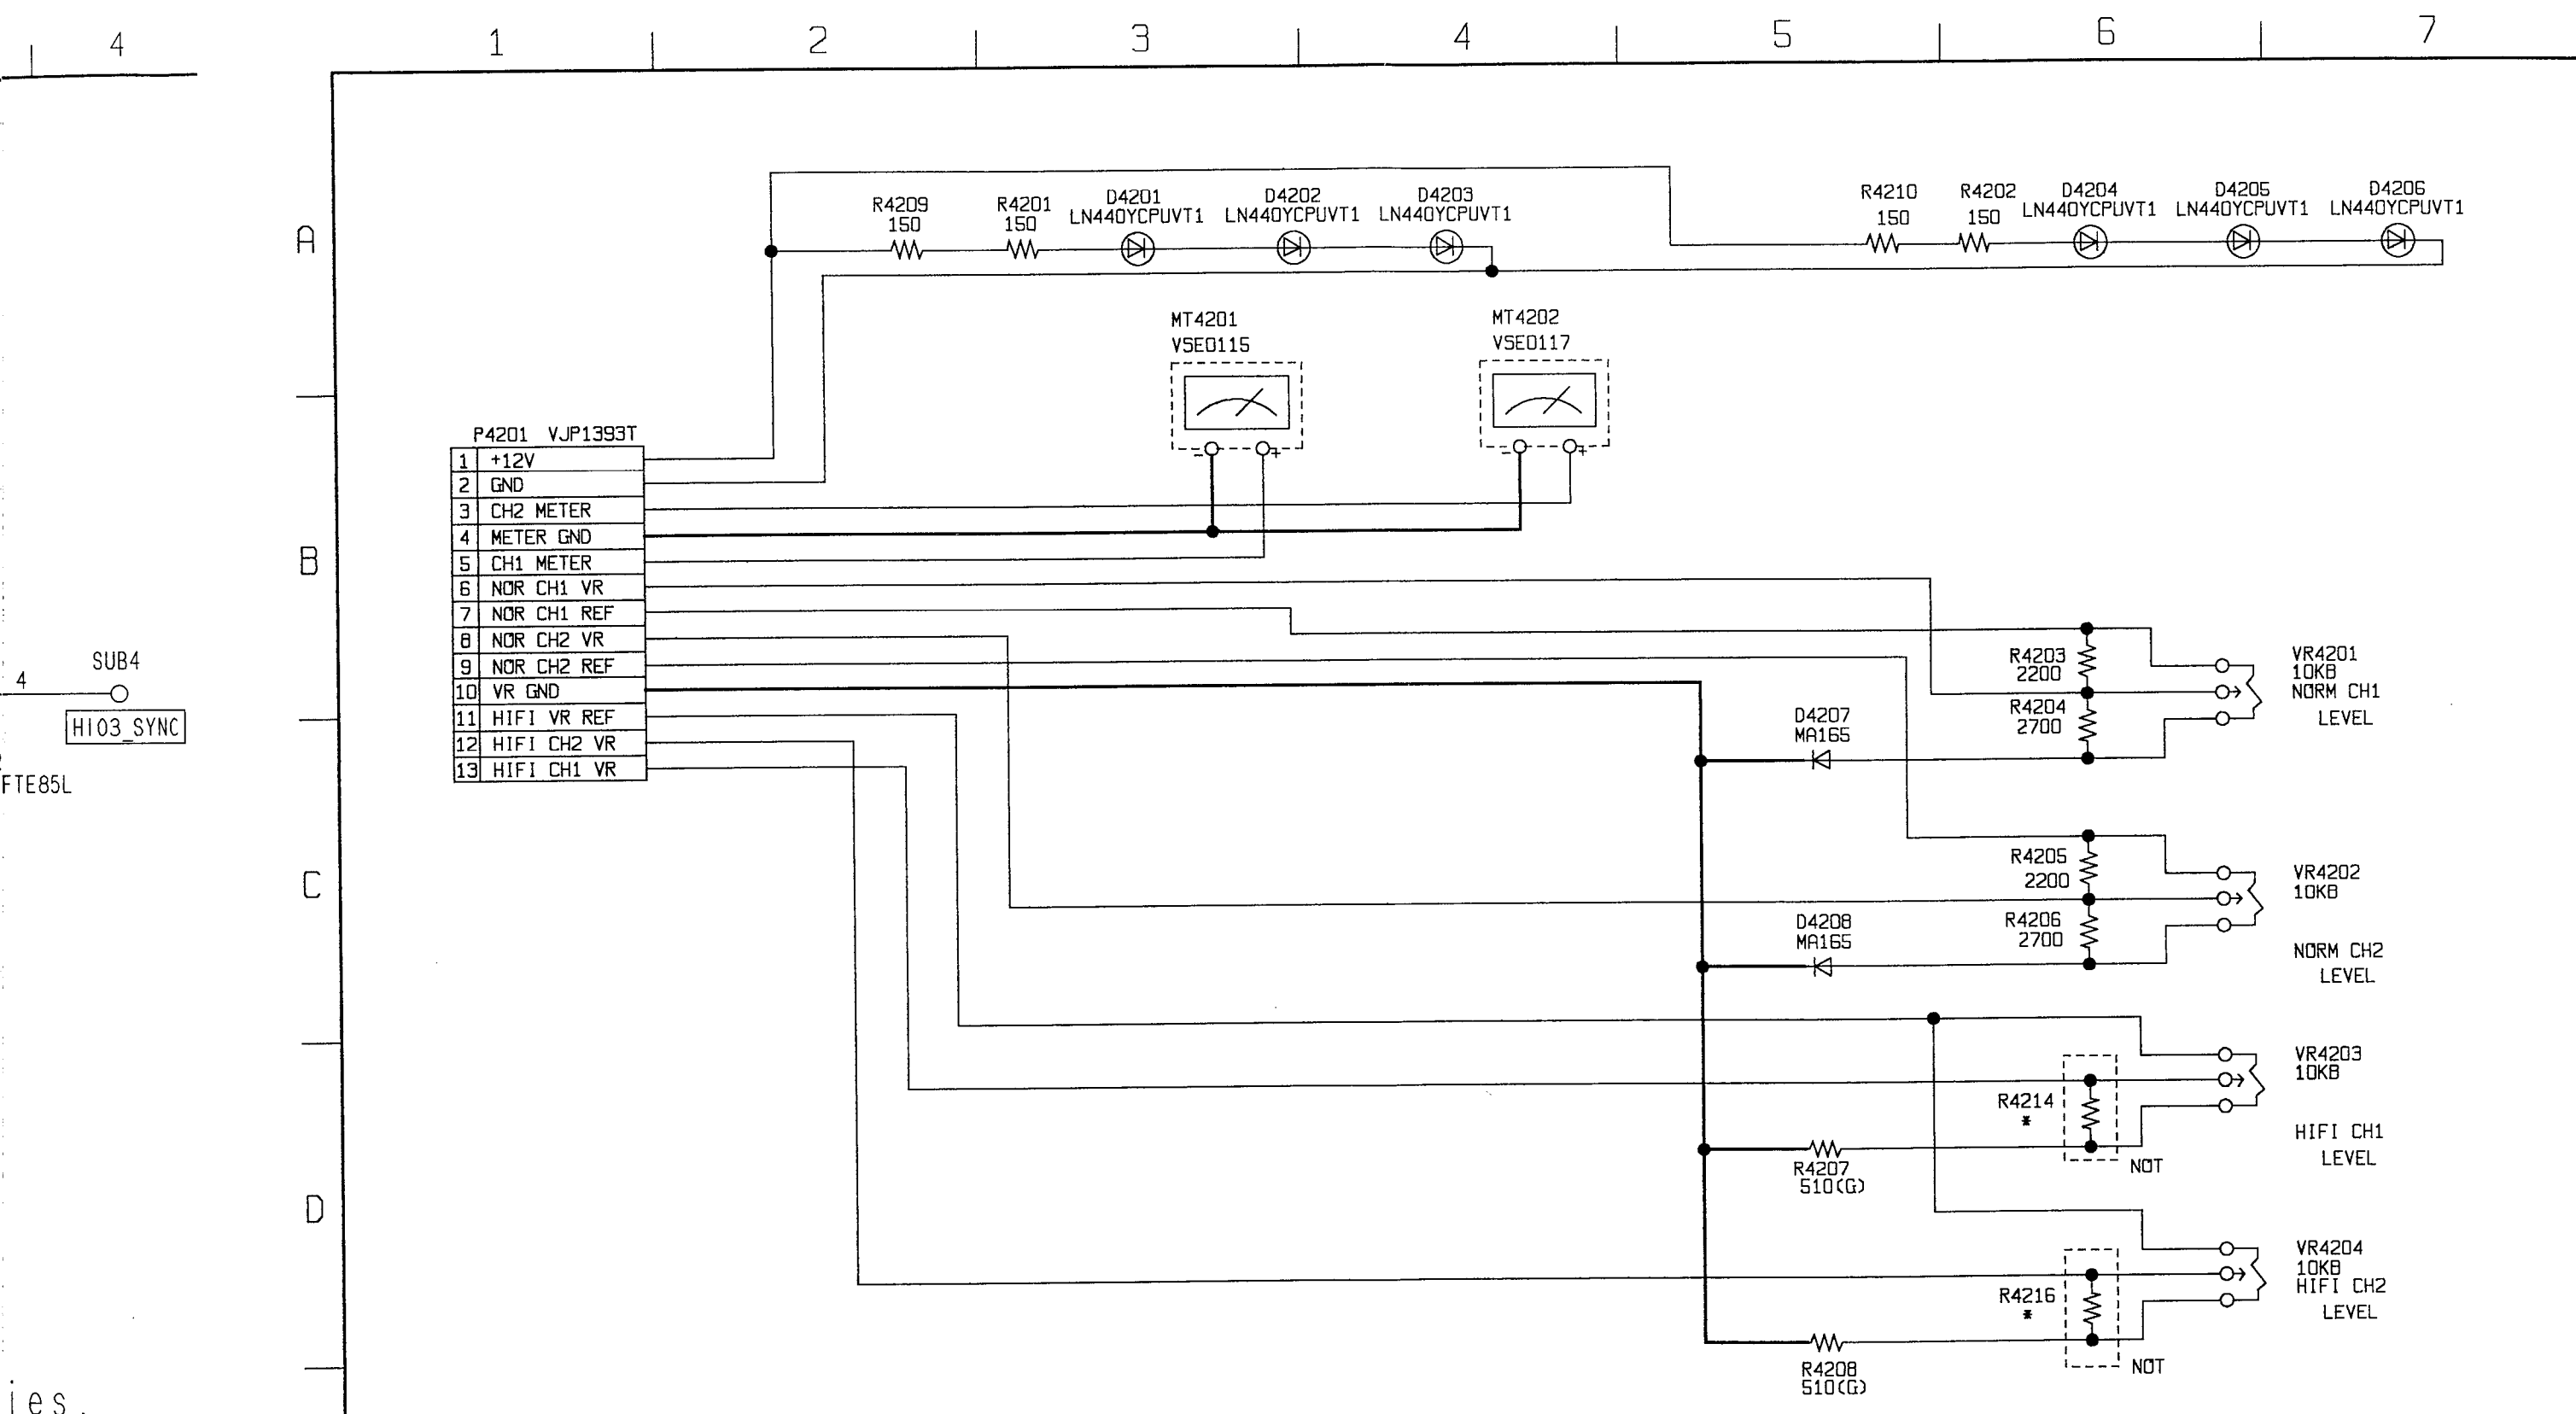 4
1 2 3 4 5 6 7
A
B
C
D
R4209
150
R4201
150
D4201
LN440YCPUVT1
D4202
LN440YCPUVT1
D4203
LN440YCPUVT1
R4210
150
R4202
150
D4204
LN440YCPUVT1
D4205
LN440YCPUVT1
D4206
LN440YCPUVT1
MT4201
VSE0115
- +
MT4202
VSE0117
- +
P4201 VJP1393T
1 +12V
2 GND
3 CH2 METER
4 METER GND
5 CH1 METER
6 NOR CH1 VR
7 NOR CH1 REF
8 NOR CH2 VR
9 NOR CH2 REF
10 VR GND
11 HIFI VR REF
12 HIFI CH2 VR
13 HIFI CH1 VR
4
SUB4
HIO3_SYNC
FTE85L
ies.
R4203
2200
R4204
2700
VR4201
10KB
NORM CH1
LEVEL
D4207
MA165
R4205
2200
R4206
2700
VR4202
10KB
NORM CH2
LEVEL
D4208
MA165
R4214
*
NOT
VR4203
10KB
HIFI CH1
LEVEL
R4207
510(G)
R4216
*
NOT
VR4204
10KB
HIFI CH2
LEVEL
R4208
510(G)